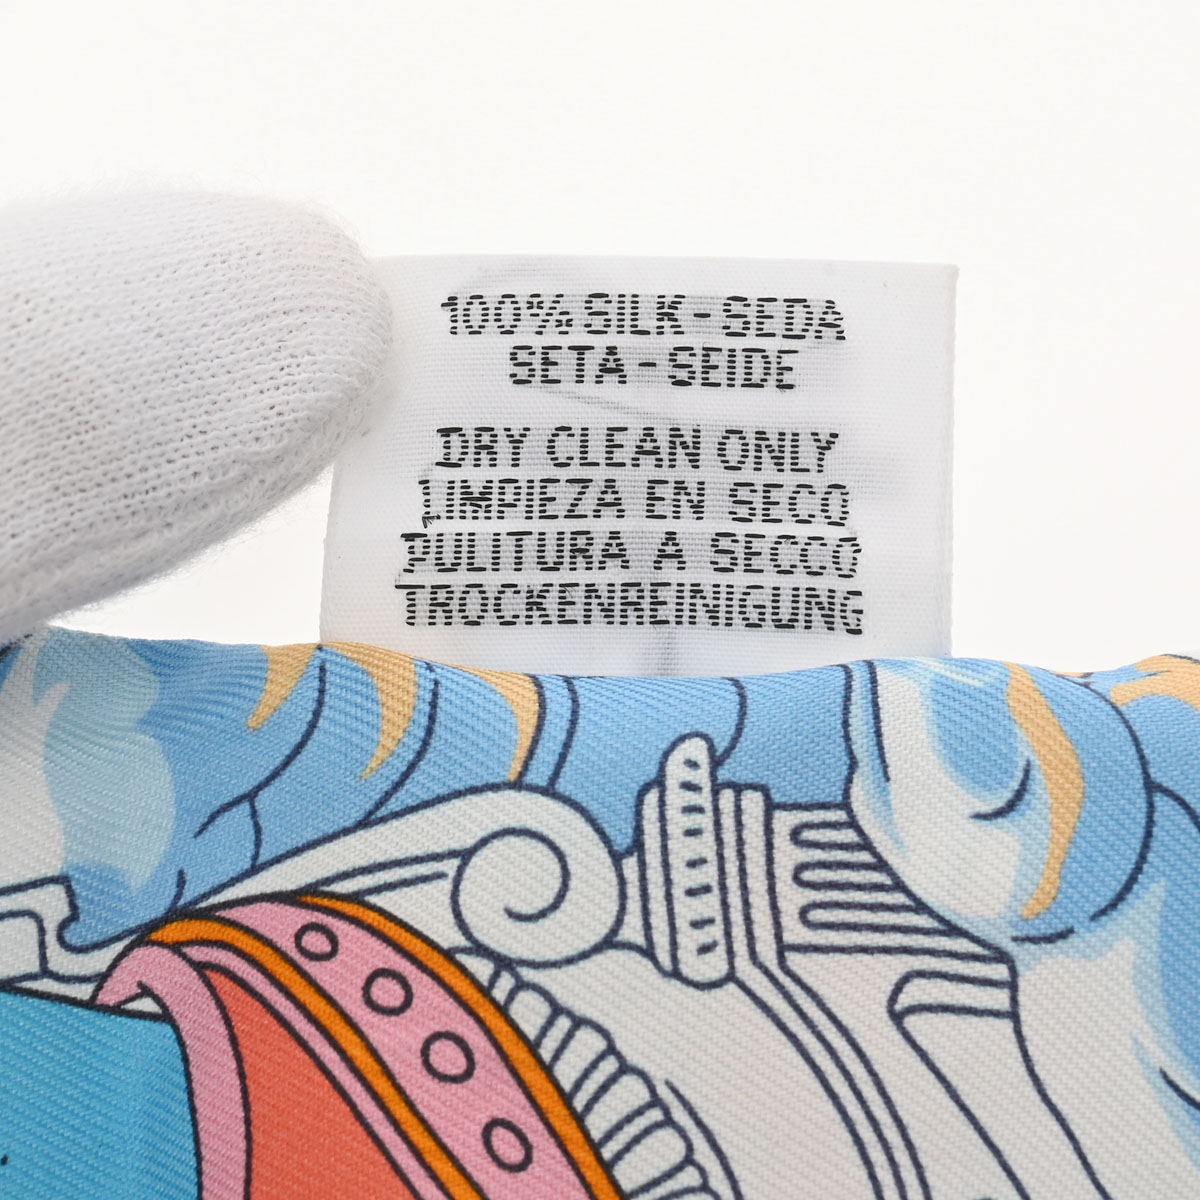 100% SILK - SEDA
SETA - SEIDE
DRY CLEAN ONLY
LIMPIEZA EN SECO
PULITURA A SECCO
TROCKENREINIGUNG